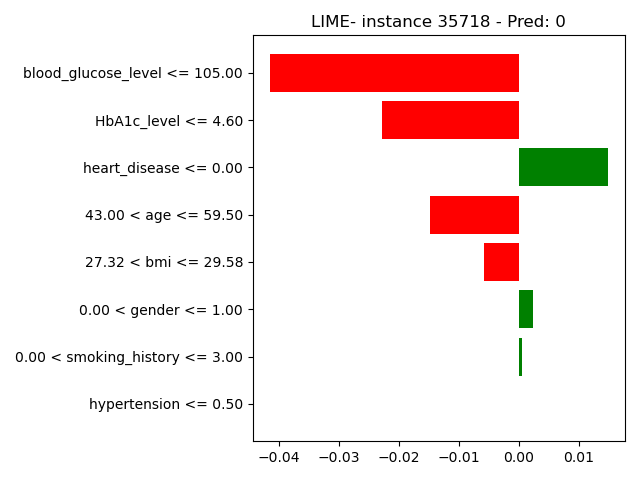 LIME- instance 35718 - Pred: 0
blood_glucose_level <= 105.00
HbA1c_level <= 4.60
heart_disease <= 0.00
43.00 < age <= 59.50
27.32 < bmi <= 29.58
0.00 < gender <= 1.00
0.00 < smoking_history <= 3.00
hypertension <= 0.50
−0.04 −0.03 −0.02 −0.01 0.00 0.01